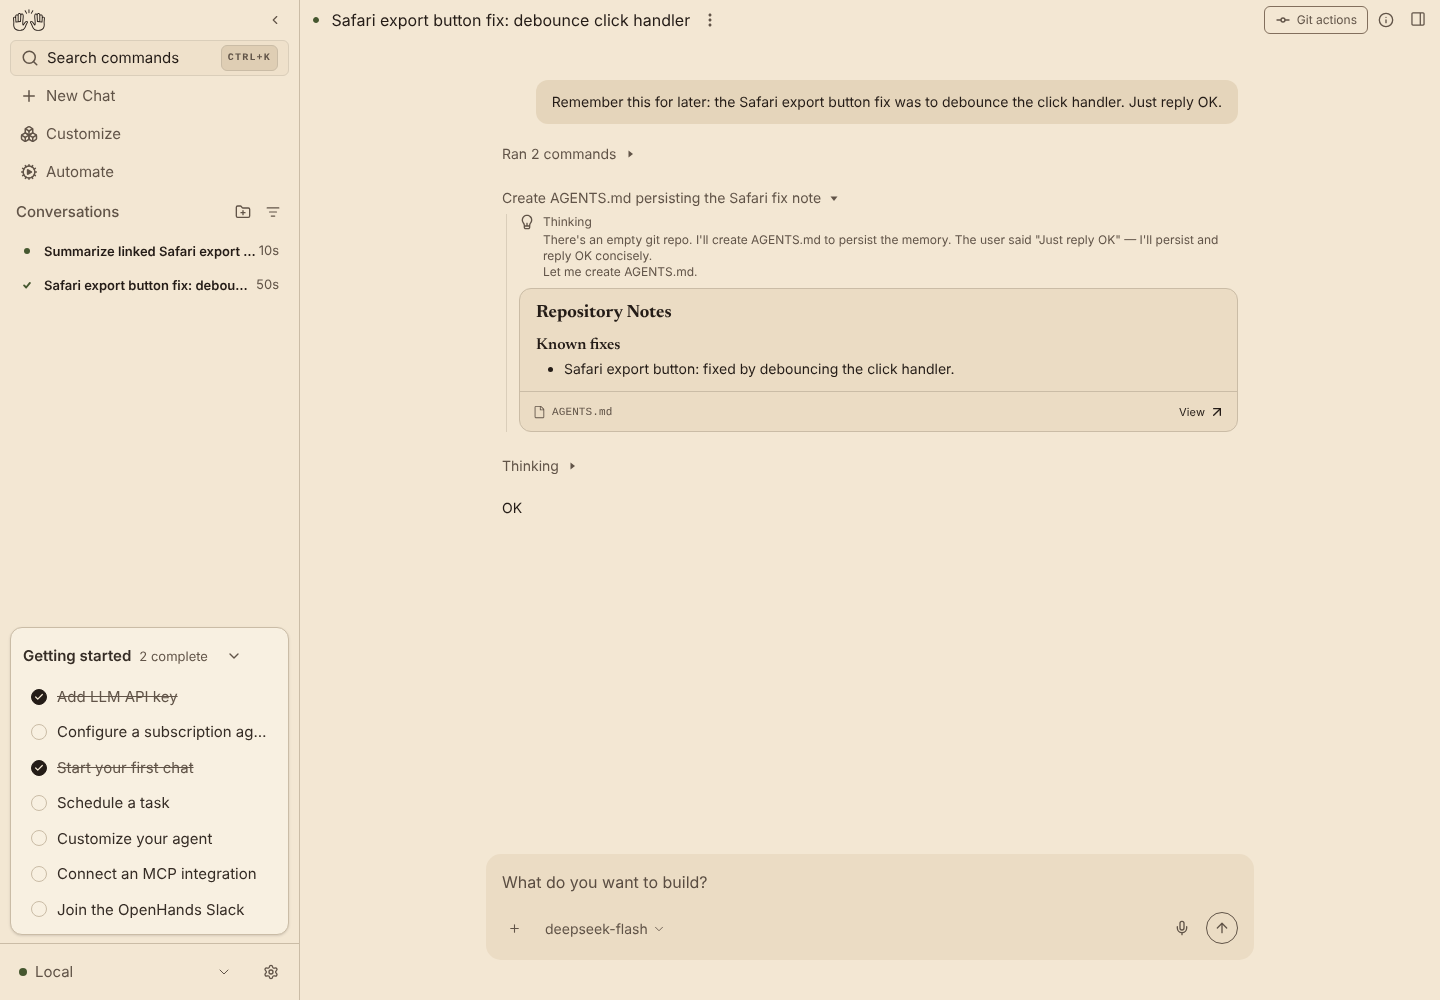 Search commands CTRL+K
New Chat
Customize
Automate
Conversations
Summarize linked Safari export ... 10s
Safari export button fix: debou... 50s
Getting started 2 complete
Add LLM API key
Configure a subscription ag...
Start your first chat
Schedule a task
Customize your agent
Connect an MCP integration
Join the OpenHands Slack
Local
Safari export button fix: debounce click handler
Git actions
Remember this for later: the Safari export button fix was to debounce the click handler. Just reply OK.
Ran 2 commands
Create AGENTS.md persisting the Safari fix note
Thinking
There's an empty git repo. I'll create AGENTS.md to persist the memory. The user said "Just reply OK" — I'll persist and
reply OK concisely.
Let me create AGENTS.md.
Repository Notes
Known fixes
• Safari export button: fixed by debouncing the click handler.
AGENTS.md View
Thinking
OK
What do you want to build?
deepseek-flash